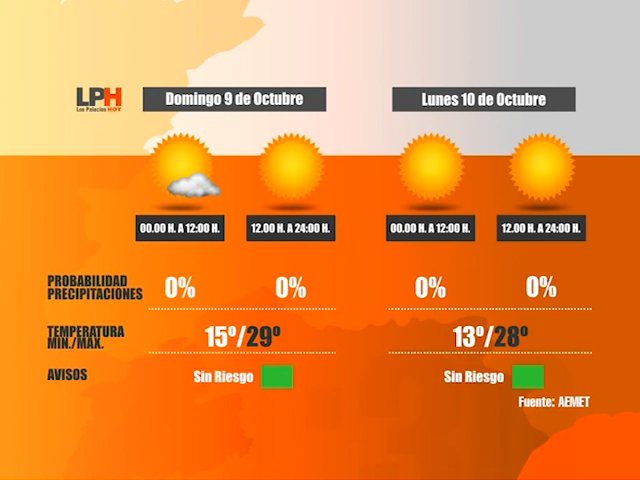 LPH
Los Palacios HOY
Domingo 9 de Octubre
Lunes 10 de Octubre
00.00 H. A 12:00 H.
12.00 H. A 24:00 H.
00.00 H. A 12:00 H.
12.00 H. A 24:00 H.
PROBABILIDAD
PRECIPITACIONES
0%
0%
0%
0%
TEMPERATURA
MIN./MAX.
15º/29º
13º/28º
AVISOS
Sin Riesgo
Sin Riesgo
Fuente: AEMET